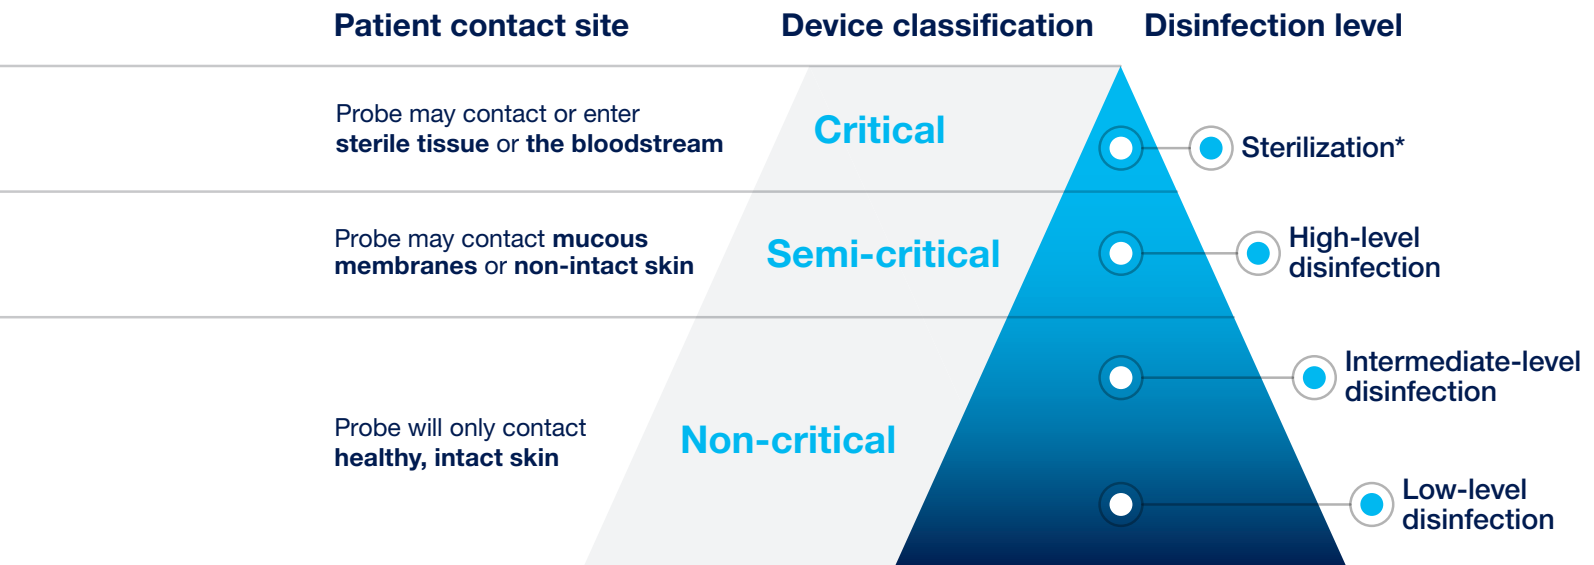 Patient contact site
Device classification
Disinfection level
Probe may contact or enter
sterile tissue or the bloodstream
Critical
Sterilization*
Probe may contact mucous
membranes or non-intact skin
Semi-critical
High-level
disinfection
Probe will only contact
healthy, intact skin
Non-critical
Intermediate-level
disinfection
Low-level
disinfection